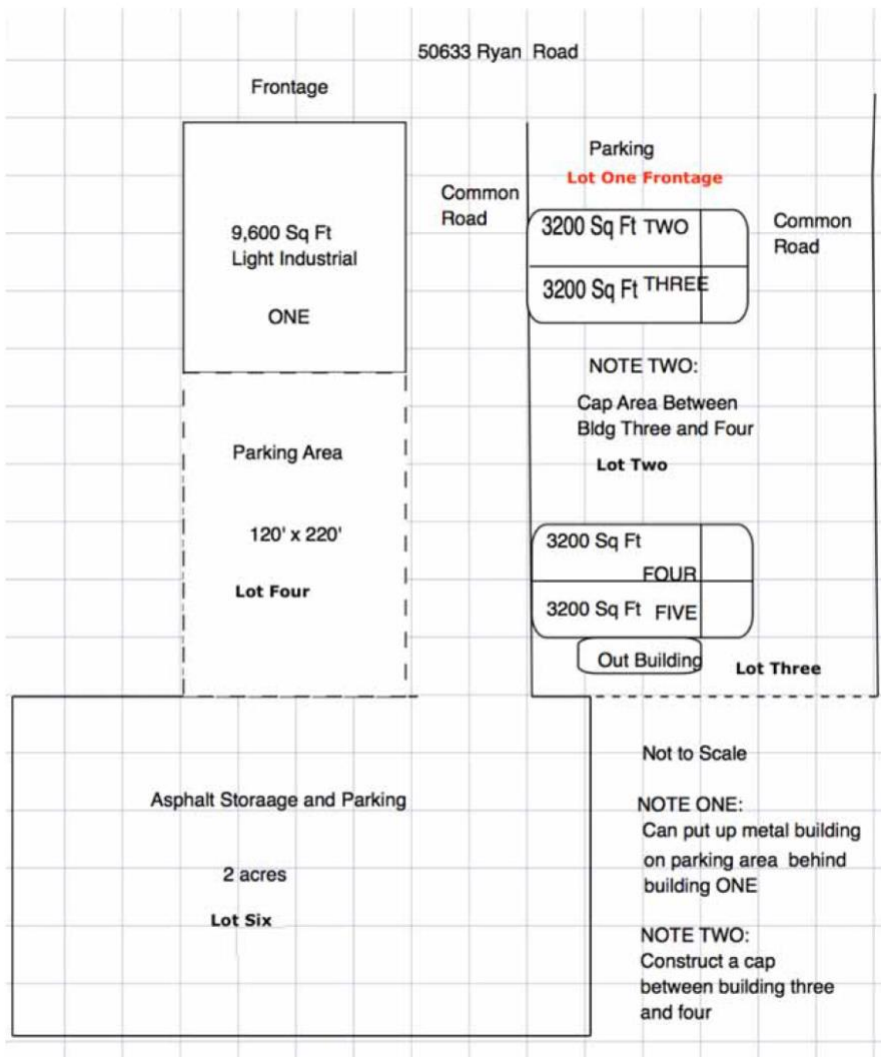 50633 Ryan Road
Frontage
Parking
Lot One Frontage
Common
Road
9,600 Sq Ft
Light Industrial
ONE
3200 Sq Ft TWO
3200 Sq Ft THREE
Common
Road
NOTE TWO:
Cap Area Between
Bldg Three and Four
Lot Two
Parking Area
120' x 220'
Lot Four
3200 Sq Ft
FOUR
3200 Sq Ft FIVE
Out Building
Lot Three
Asphalt Storaage and Parking
2 acres
Lot Six
Not to Scale
NOTE ONE:
Can put up metal building
on parking area behind
building ONE
NOTE TWO:
Construct a cap
between building three
and four